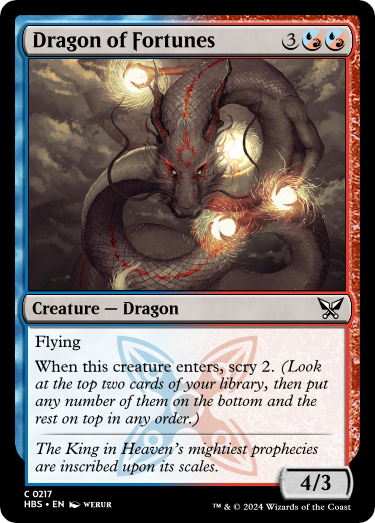 Dragon of Fortunes 3
Creature — Dragon
Flying
When this creature enters, scry 2. (Look
at the top two cards of your library, then put
any number of them on the bottom and the
rest on top in any order.)
The King in Heaven's mightiest prophecies
are inscribed upon its scales.
4/3
C 0217
HBS • EN WERUR
™ & © 2024 Wizards of the Coast